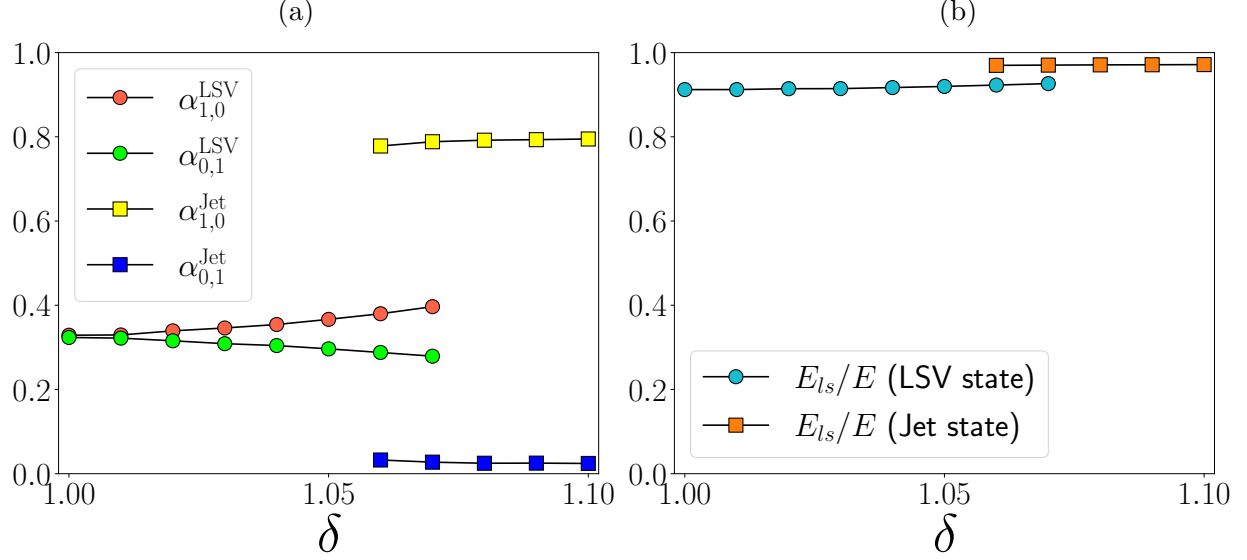 (a)
1.0
0.8
0.6
0.4
0.2
0.0
α^LSV_1,0
α^LSV_0,1
α^Jet_1,0
α^Jet_0,1
1.00 1.05 1.10
δ
(b)
1.0
0.8
0.6
0.4
0.2
0.0
E_ls/E (LSV state)
E_ls/E (Jet state)
1.00 1.05 1.10
δ